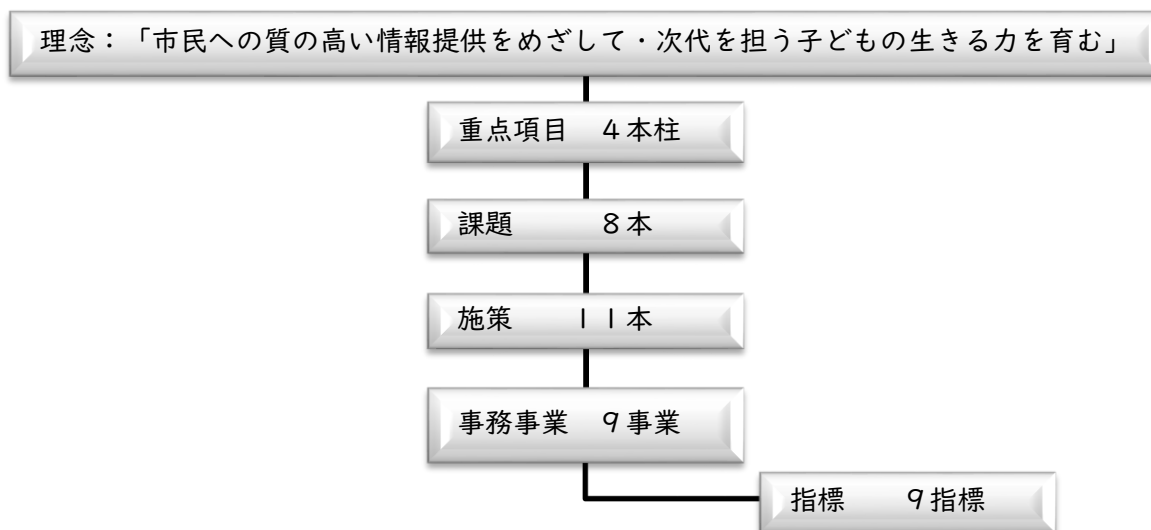 理念：「市民への質の高い情報提供をめざして・次代を担う子どもの生きる力を育む」
重点項目　４本柱
課題　　　８本
施策　　１１本
事務事業　９事業
指標　　９指標